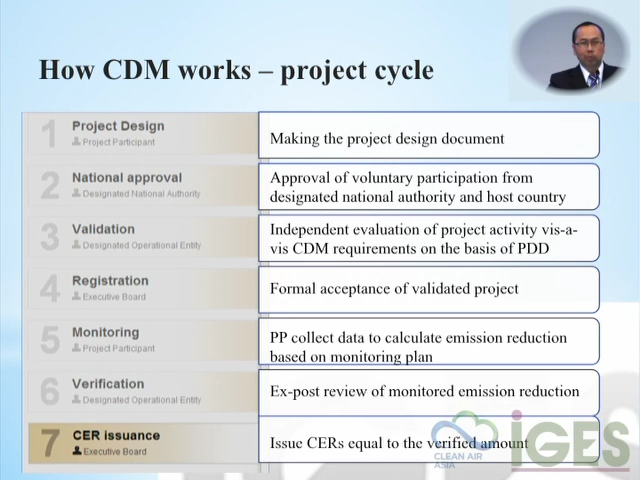 How CDM works – project cycle
1 Project Design
Project Participant
Making the project design document
2 National approval
Designated National Authority
Approval of voluntary participation from
designated national authority and host country
3 Validation
Designated Operational Entity
Independent evaluation of project activity vis-a-
vis CDM requirements on the basis of PDD
4 Registration
Executive Board
Formal acceptance of validated project
5 Monitoring
Project Participant
PP collect data to calculate emission reduction
based on monitoring plan
6 Verification
Designated Operational Entity
Ex-post review of monitored emission reduction
7 CER issuance
Executive Board
Issue CERs equal to the verified amount
CLEAN AIR
ASIA
iGES